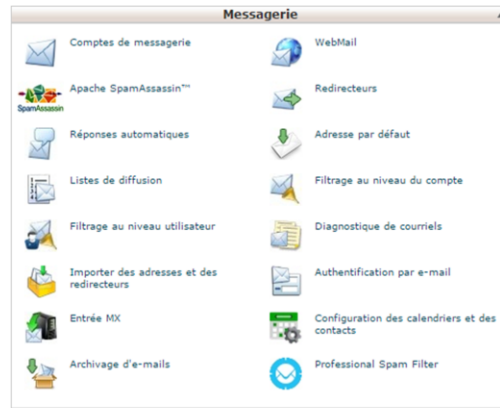 Messagerie
Comptes de messagerie
WebMail
SpamAssassin
Apache SpamAssassin™
Redirecteurs
Réponses automatiques
Adresse par défaut
Listes de diffusion
Filtrage au niveau du compte
Filtrage au niveau utilisateur
Diagnostique de courriels
Importer des adresses et des
redirecteurs
Authentification par e-mail
Entrée MX
Configuration des calendriers et des
contacts
Archivage d'e-mails
Professional Spam Filter